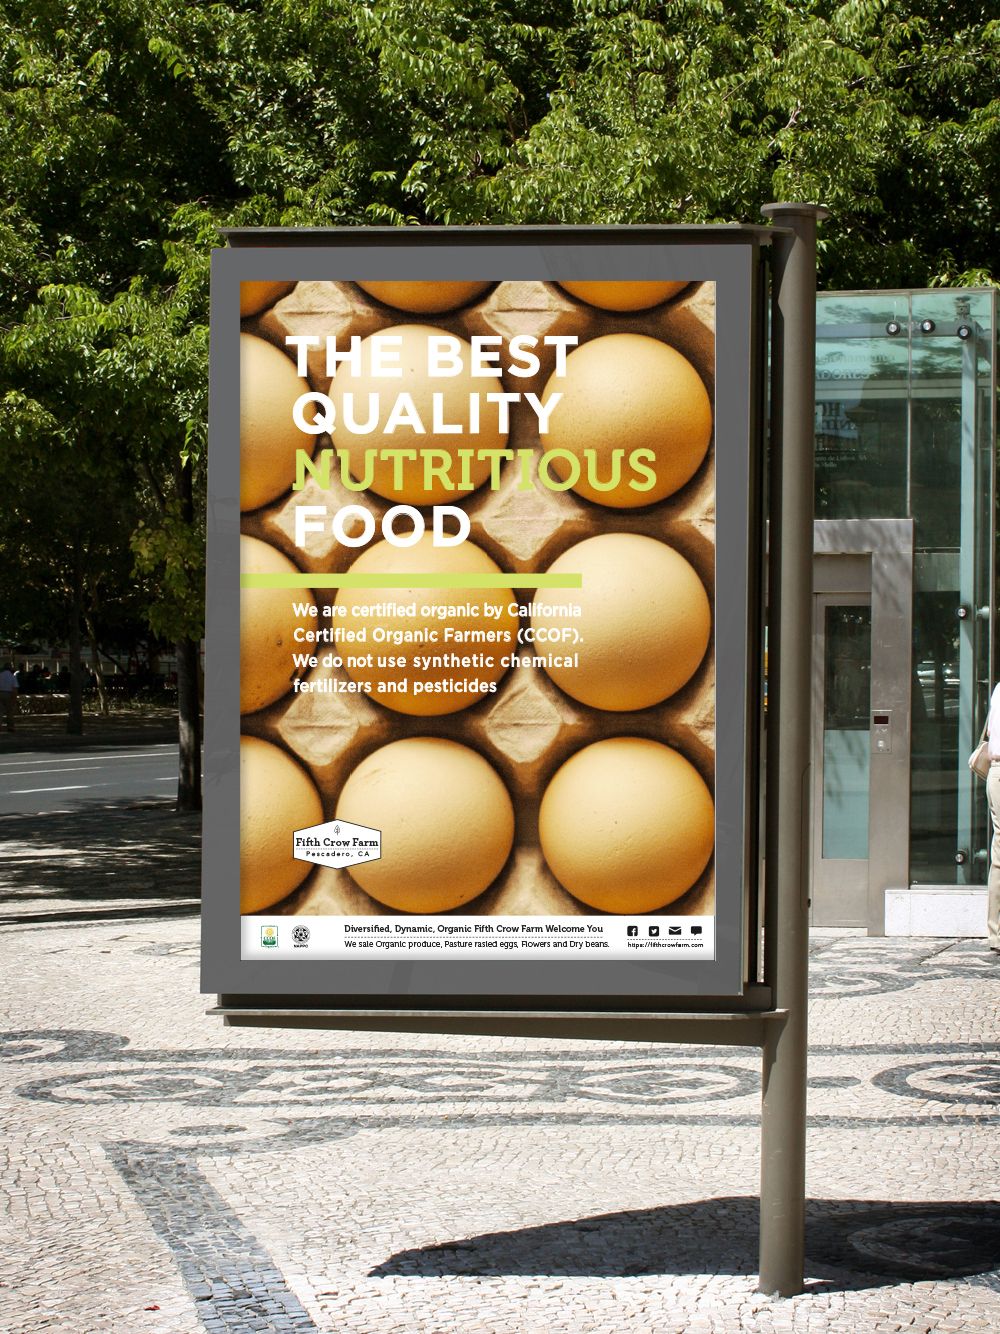 THE BEST
QUALITY
NUTRITIOUS
FOOD
We are certified organic by California
Certified Organic Farmers (CCOF).
We do not use synthetic chemical
fertilizers and pesticides
Fifth Crow Farm
Pescadero, CA
Diversified, Dynamic, Organic Fifth Crow Farm Welcome You
We sale Organic produce, Pasture rasied eggs, Flowers and Dry beans.
https://fifthcrowfarm.com
NAPPC